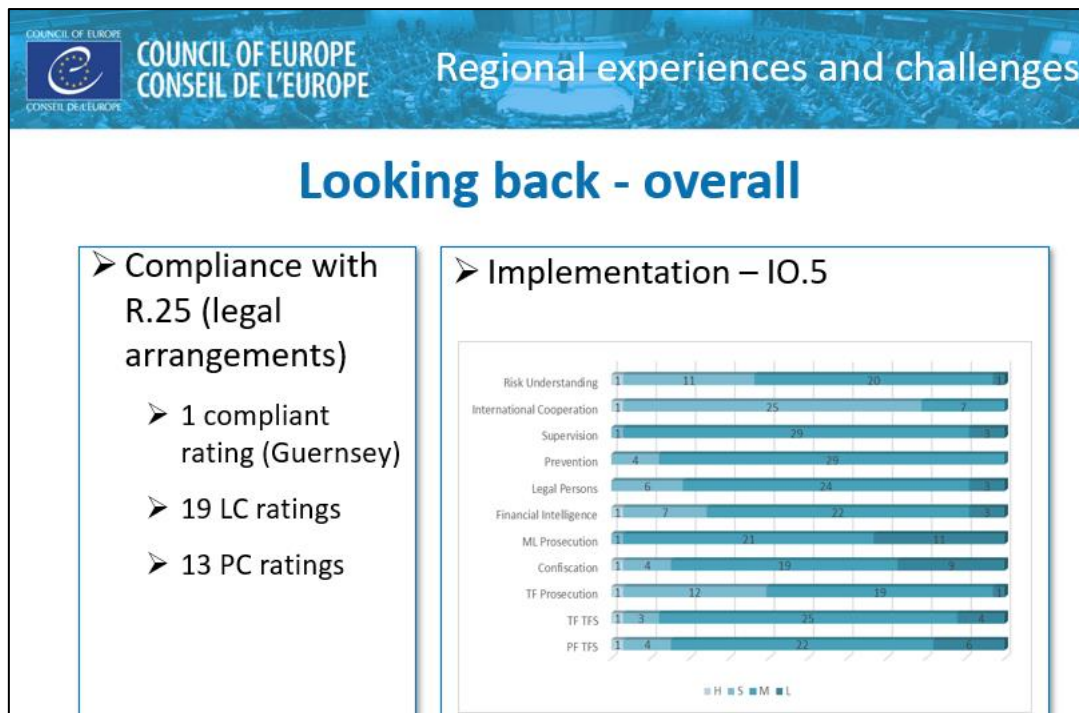 COUNCIL OF EUROPE
CONSEIL DE L'EUROPE
COUNCIL OF EUROPE
CONSEIL DE L'EUROPE
Regional experiences and challenges
Looking back - overall
➤ Compliance with
R.25 (legal
arrangements)
➤ 1 compliant
rating (Guernsey)
➤ 19 LC ratings
➤ 13 PC ratings
➤ Implementation – IO.5
Risk Understanding 1 11 20 1
International Cooperation 1 25 7
Supervision 1 29 3
Prevention 4 29
Legal Persons 6 24 3
Financial Intelligence 1 7 22 3
ML Prosecution 1 21 11
Confiscation 1 4 19 9
TF Prosecution 1 12 19 1
TF TFS 1 3 25 4
PF TFS 1 4 22 6
H S M L